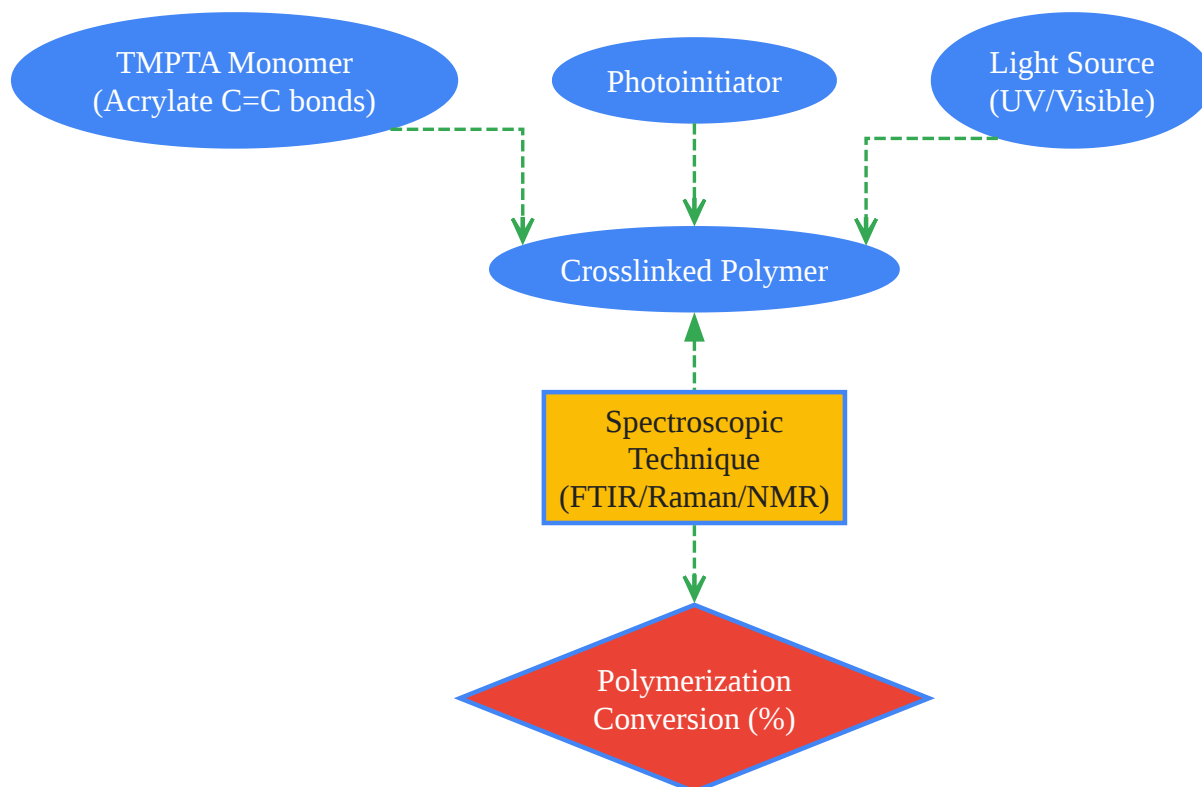 TMPTA Monomer
(Acrylate C=C bonds)
Photoinitiator
Light Source
(UV/Visible)
Crosslinked Polymer
Spectroscopic
Technique
(FTIR/Raman/NMR)
Polymerization
Conversion (%)